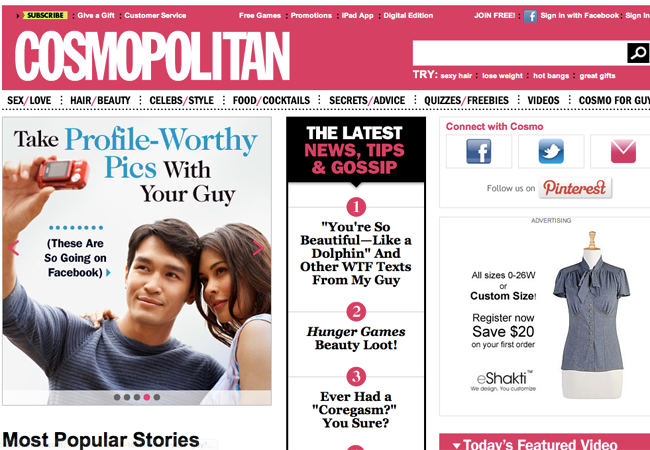 SUBSCRIBE Give a Gift Customer Service Free Games Promotions iPad App Digital Edition JOIN FREE! Sign in with Facebook Sign In
COSMOPOLITAN
TRY: sexy hair lose weight hot bangs great gifts
SEX/LOVE HAIR/BEAUTY CELEBS/STYLE FOOD/COCKTAILS SECRETS/ADVICE QUIZZES/FREEBIES VIDEOS COSMO FOR GUY
Take Profile-Worthy
Pics With
Your Guy
(These Are
So Going on
Facebook)
THE LATEST
NEWS, TIPS
& GOSSIP
1
"You're So
Beautiful—Like a
Dolphin" And
Other WTF Texts
From My Guy
2
Hunger Games
Beauty Loot!
3
Ever Had a
"Coregasm?"
You Sure?
Connect with Cosmo
Follow us on Pinterest
ADVERTISING
All sizes 0-26W
or
Custom Size!
Register now
Save $20
on your first order
eShakti™
We design. You customize
Most Popular Stories
Today's Featured Video